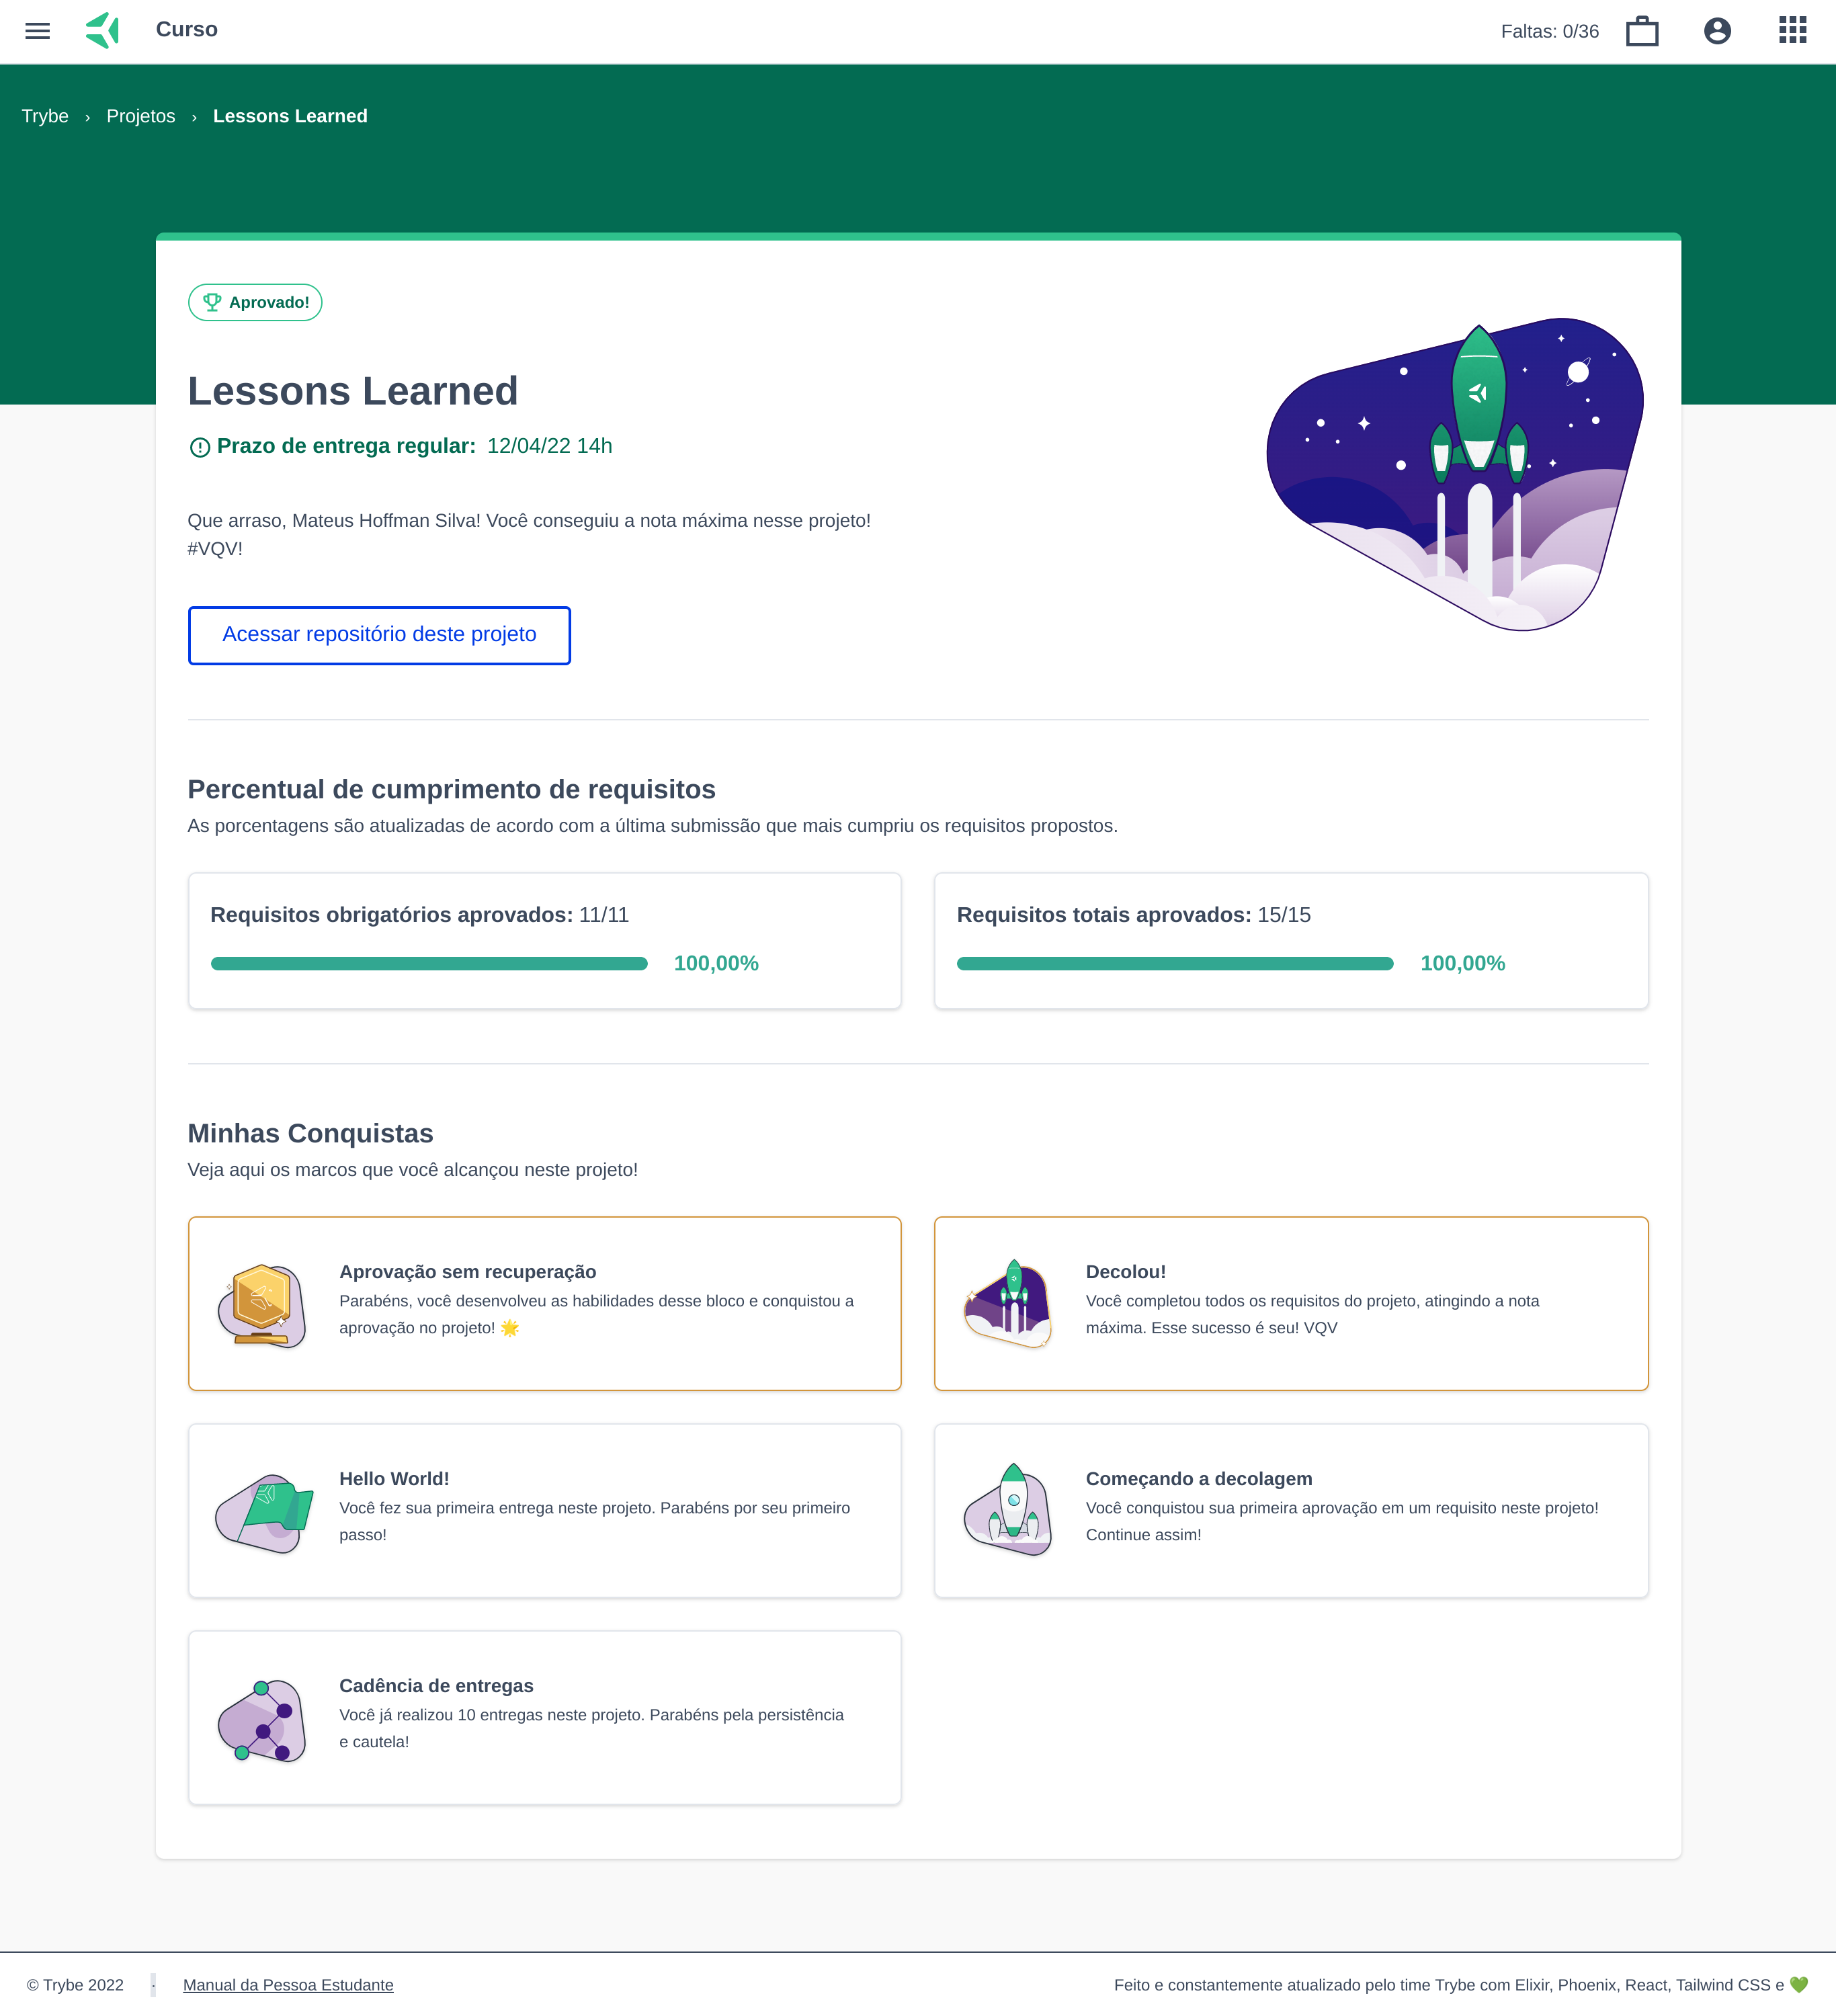 Curso
Faltas: 0/36
Trybe › Projetos › Lessons Learned
Aprovado!
Lessons Learned
Prazo de entrega regular: 12/04/22 14h
Que arraso, Mateus Hoffman Silva! Você conseguiu a nota máxima nesse projeto!
#VQV!
Acessar repositório deste projeto
Percentual de cumprimento de requisitos
As porcentagens são atualizadas de acordo com a última submissão que mais cumpriu os requisitos propostos.
Requisitos obrigatórios aprovados: 11/11
100,00%
Requisitos totais aprovados: 15/15
100,00%
Minhas Conquistas
Veja aqui os marcos que você alcançou neste projeto!
Aprovação sem recuperação
Parabéns, você desenvolveu as habilidades desse bloco e conquistou a
aprovação no projeto! 🌟
Decolou!
Você completou todos os requisitos do projeto, atingindo a nota
máxima. Esse sucesso é seu! VQV
Hello World!
Você fez sua primeira entrega neste projeto. Parabéns por seu primeiro
passo!
Começando a decolagem
Você conquistou sua primeira aprovação em um requisito neste projeto!
Continue assim!
Cadência de entregas
Você já realizou 10 entregas neste projeto. Parabéns pela persistência
e cautela!
© Trybe 2022 · Manual da Pessoa Estudante
Feito e constantemente atualizado pelo time Trybe com Elixir, Phoenix, React, Tailwind CSS e 💚